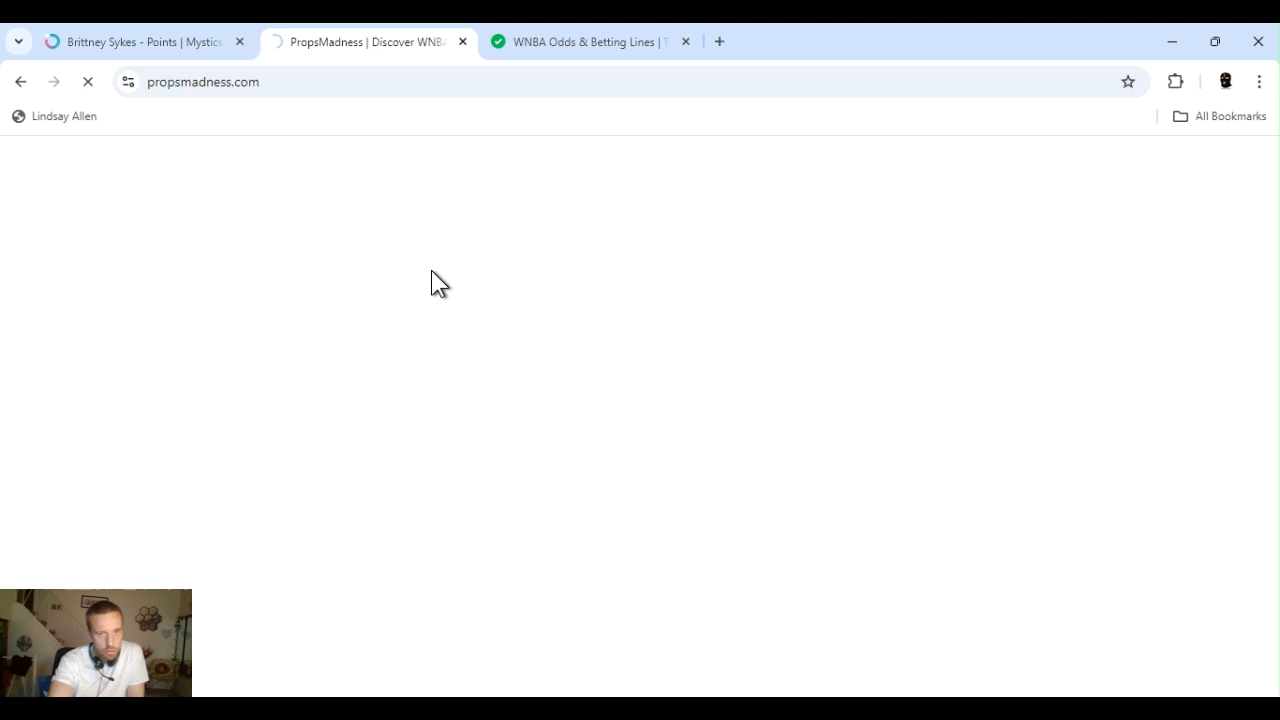 Brittney Sykes - Points | Mystics
PropsMadness | Discover WNBA
WNBA Odds & Betting Lines | T
propsmadness.com
Lindsay Allen
All Bookmarks